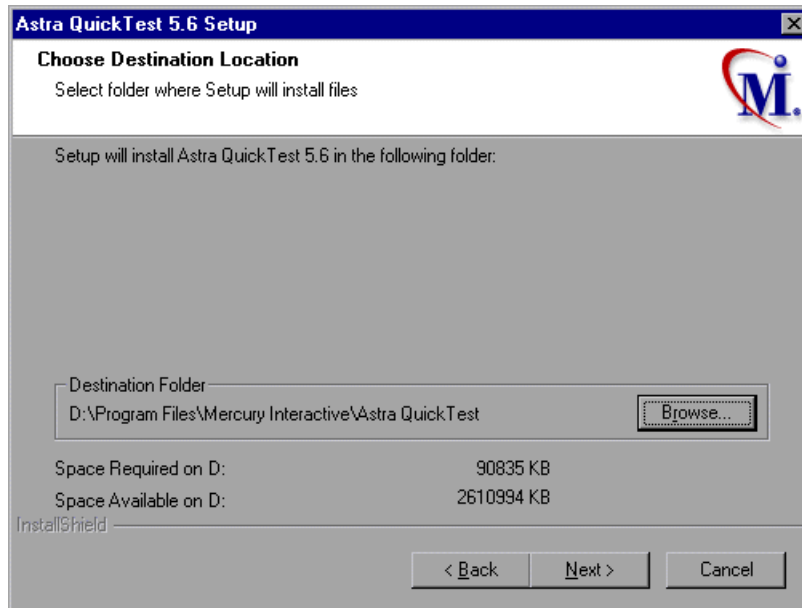 Astra QuickTest 5.6 Setup
Choose Destination Location
Select folder where Setup will install files
M.
Setup will install Astra QuickTest 5.6 in the following folder:
Destination Folder
D:\Program Files\Mercury Interactive\Astra QuickTest
Browse...
Space Required on D: 90835 KB
Space Available on D: 2610994 KB
InstallShield
< Back Next > Cancel